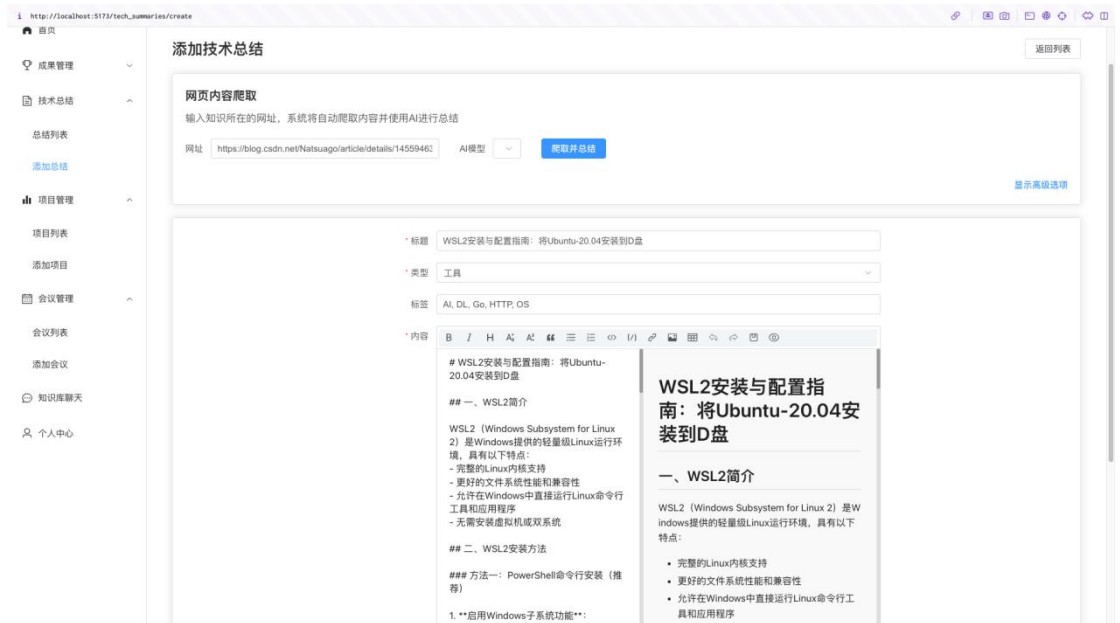 http://localhost:5173/tech_summaries/create
首页
成果管理
技术总结
总结列表
添加总结
项目管理
项目列表
添加项目
会议管理
会议列表
添加会议
知识库聊天
个人中心
添加技术总结
返回列表
网页内容爬取
输入知识所在的网址，系统将自动爬取内容并使用AI进行总结
网址 https://blog.csdn.net/Natsuago/article/details/14559463
AI模型
爬取并总结
显示高级选项
* 标题 WSL2安装与配置指南：将Ubuntu-20.04安装到D盘
* 类型 工具
标签 AI, DL, Go, HTTP, OS
* 内容
# WSL2安装与配置指南：将Ubuntu-
20.04安装到D盘
## 一、WSL2简介
WSL2（Windows Subsystem for Linux
2）是Windows提供的轻量级Linux运行环
境，具有以下特点：
- 完整的Linux内核支持
- 更好的文件系统性能和兼容性
- 允许在Windows中直接运行Linux命令行
工具和应用程序
- 无需安装虚拟机或双系统
## 二、WSL2安装方法
### 方法一：PowerShell命令行安装（推
荐）
1. **启用Windows子系统功能**：
WSL2安装与配置指
南：将Ubuntu-20.04安
装到D盘
一、WSL2简介
WSL2（Windows Subsystem for Linux 2）是W
indows提供的轻量级Linux运行环境，具有以下
特点：
• 完整的Linux内核支持
• 更好的文件系统性能和兼容性
• 允许在Windows中直接运行Linux命令行工
具和应用程序